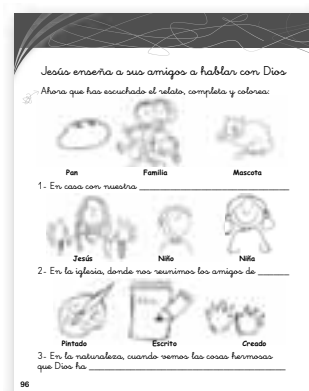 Jesús enseña a sus amigos a hablar con Dios
Ahora que has escuchado el relato, completa y colorea:
Pan Familia Mascota
1- En casa con nuestra
Jesús Niño Niña
2- En la iglesia, donde nos reunimos los amigos de
Pintado Escrito Creado
3- En la naturaleza, cuando vemos las cosas hermosas
que Dios ha
96